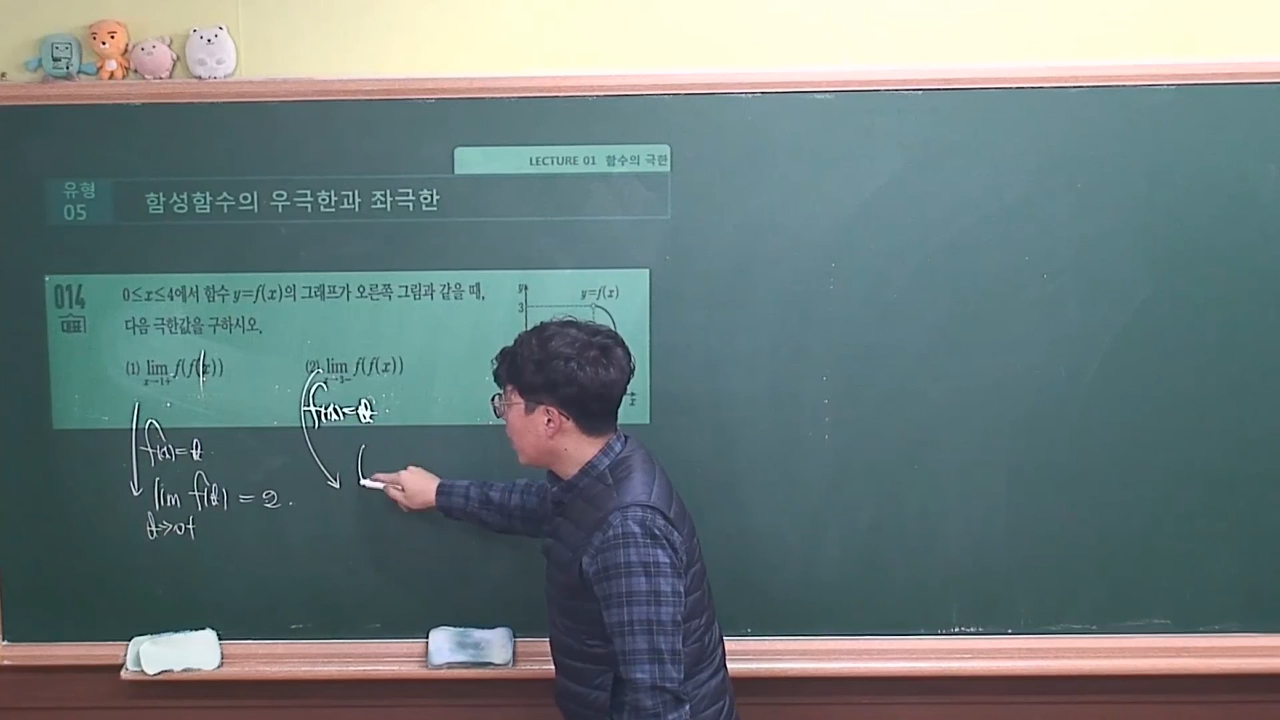 LECTURE 01 함수의 극한
유형
05
합성함수의 우극한과 좌극한
014
대표
0≤x≤4에서 함수 y=f(x)의 그래프가 오른쪽 그림과 같을 때,
다음 극한값을 구하시오.
(1) lim f(f(x))
x→1+
(2) lim f(f(x))
x→3-
y
3
y=f(x)
x
f(x)=t
f(x)=t
lim f(t) = 2.
t→0+